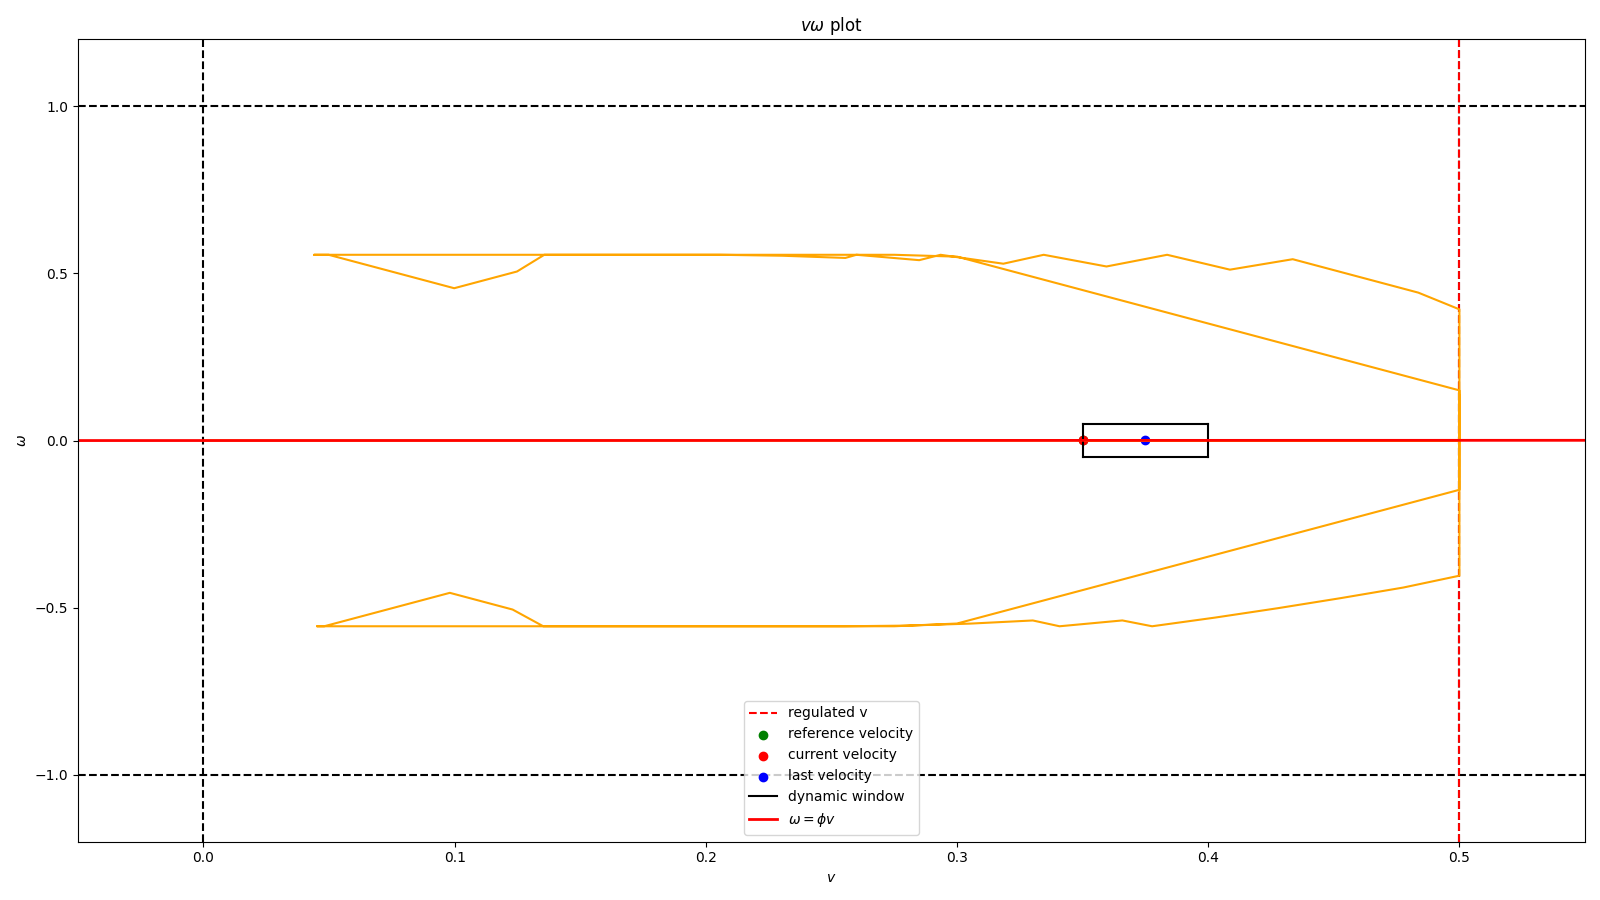 vω plot
1.0
0.5
0.0
−0.5
−1.0
ω
0.0
0.1
0.2
0.3
0.4
0.5
v
regulated v
reference velocity
current velocity
last velocity
dynamic window
ω = ϕv